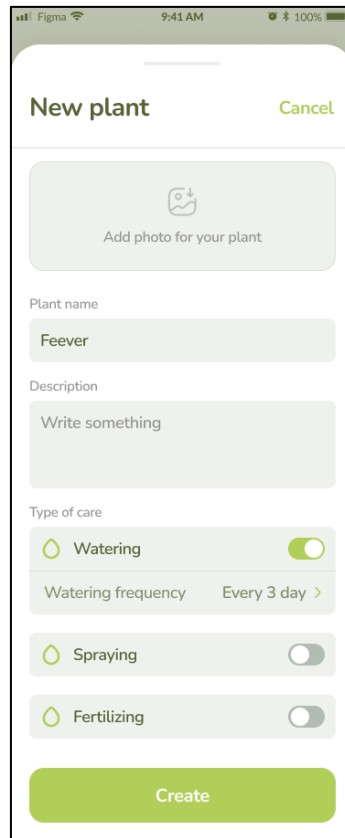 Figma 9:41 AM 100%
New plant Cancel
Add photo for your plant
Plant name
Feever
Description
Write something
Type of care
Watering
Watering frequency Every 3 day >
Spraying
Fertilizing
Create